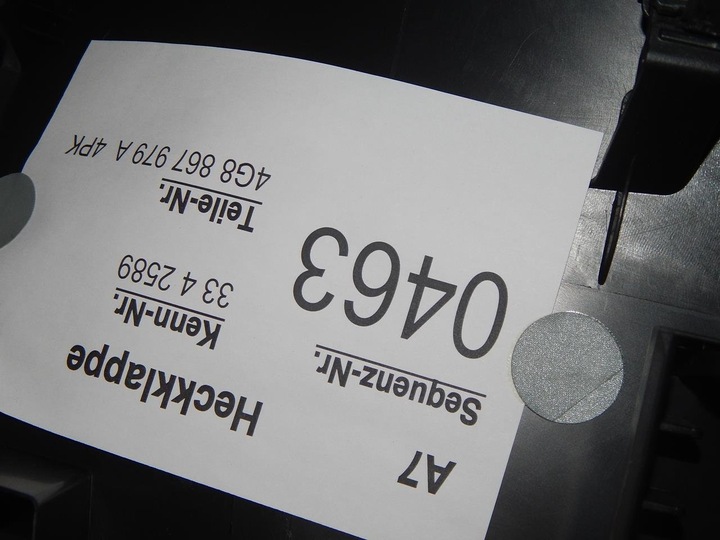 A7
Heckklappe
Sequenz-Nr.
0463
Kenn-Nr.
33 4 2589
Teile-Nr.
4G8 867 979 A 4PK